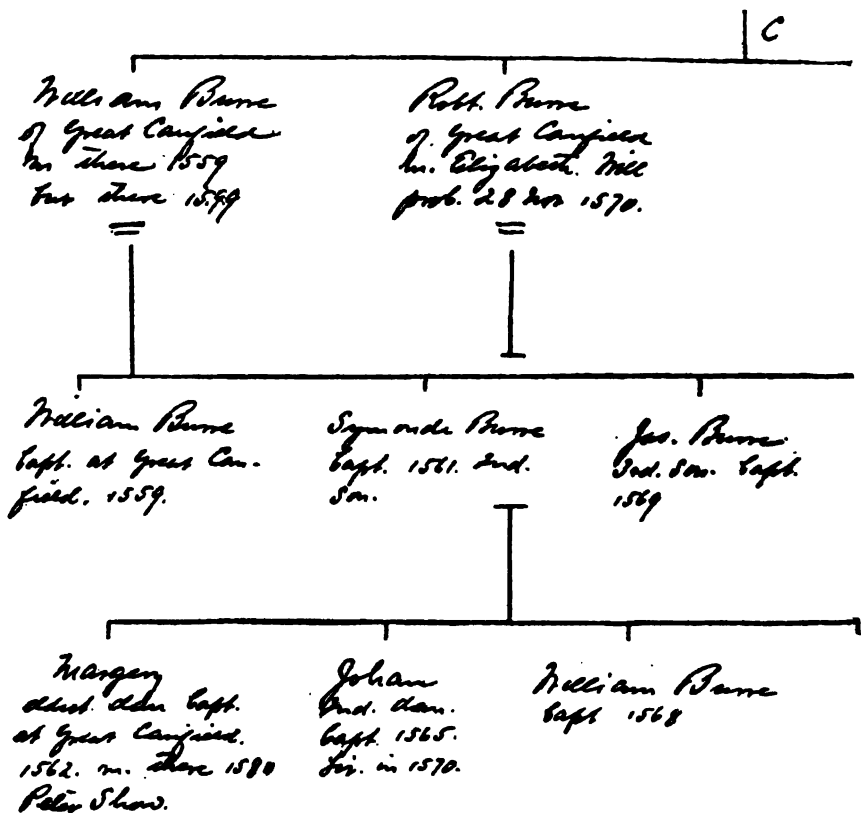 C
William Burre
of Great Canfield
m there 1559
bur there 1599
Robt. Burre
of Great Canfield
m. Elizabeth. Will
prob. 28 Nov 1570.
William Burre
bapt. at Great Can-
field. 1559.
Symonde Burre
bapt. 1561. 2nd.
Son.
Jas. Burre.
3rd. Son. bapt.
1569
Margery
eldest. dau bapt.
at Great Canfield.
1562. m. there 1580
Peter Show.
Johan
2nd. dau.
bapt. 1565.
liv. in 1570.
William Burre
bapt 1568